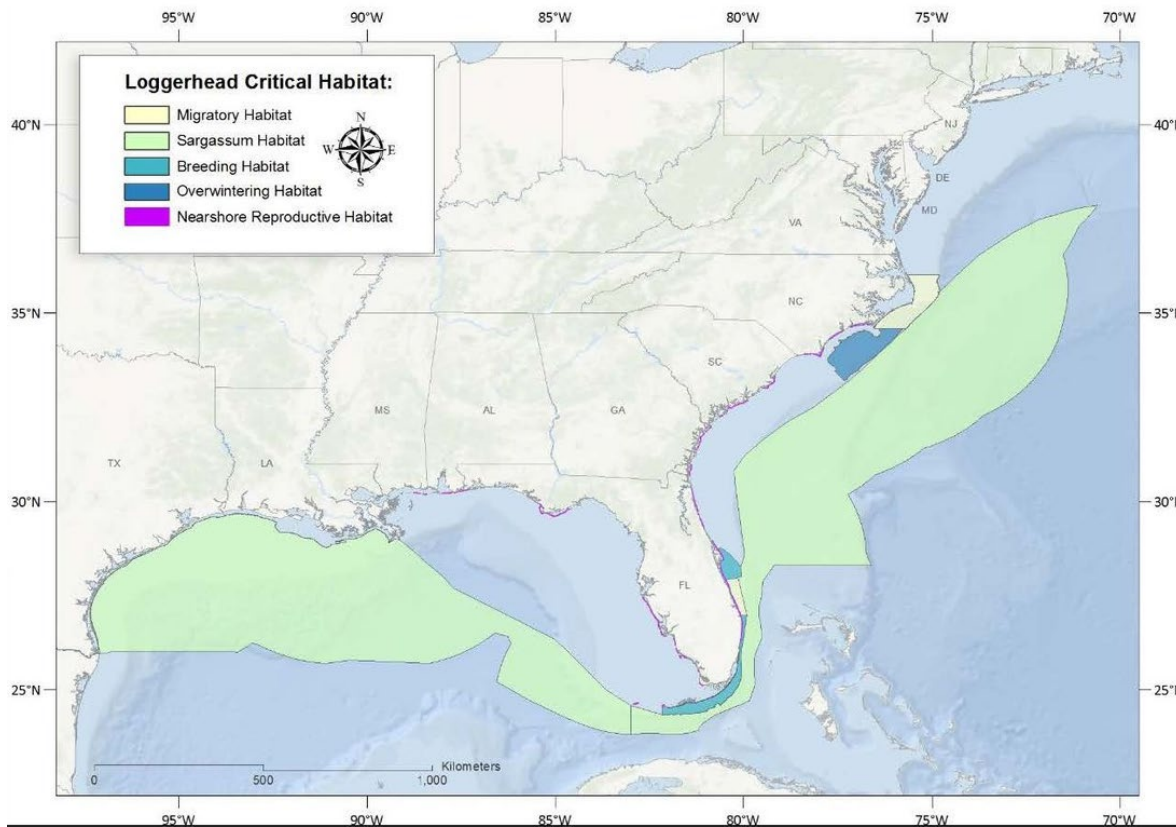 95°W 90°W 85°W 80°W 75°W 70°W
Loggerhead Critical Habitat:
Migratory Habitat
Sargassum Habitat
Breeding Habitat
Overwintering Habitat
Nearshore Reproductive Habitat
N
W E
S
40°N 40°N
NJ
DE
MD
VA
35°N 35°N
NC
SC
MS AL GA
TX LA
30°N 30°N
FL
25°N 25°N
Kilometers
0 500 1,000
95°W 90°W 85°W 80°W 75°W 70°W